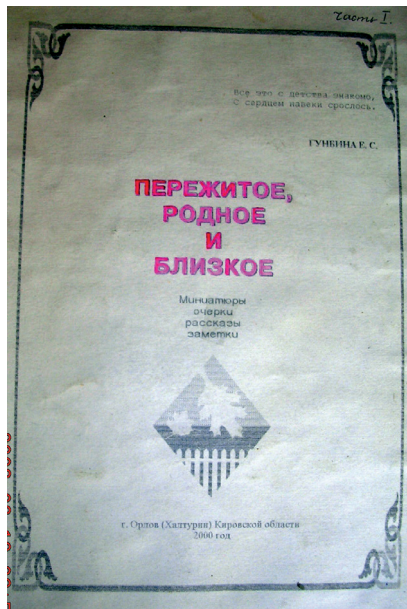 Часть I.
Все что с детства знакомо,
С сердцем навеки срослось.
ГУНБИНА Е. С.
ПЕРЕЖИТОЕ,
РОДНОЕ
И
БЛИЗКОЕ
Миниатюры
очерки
рассказы
заметки
г. Орлов (Халтурин) Кировской области
2000 год